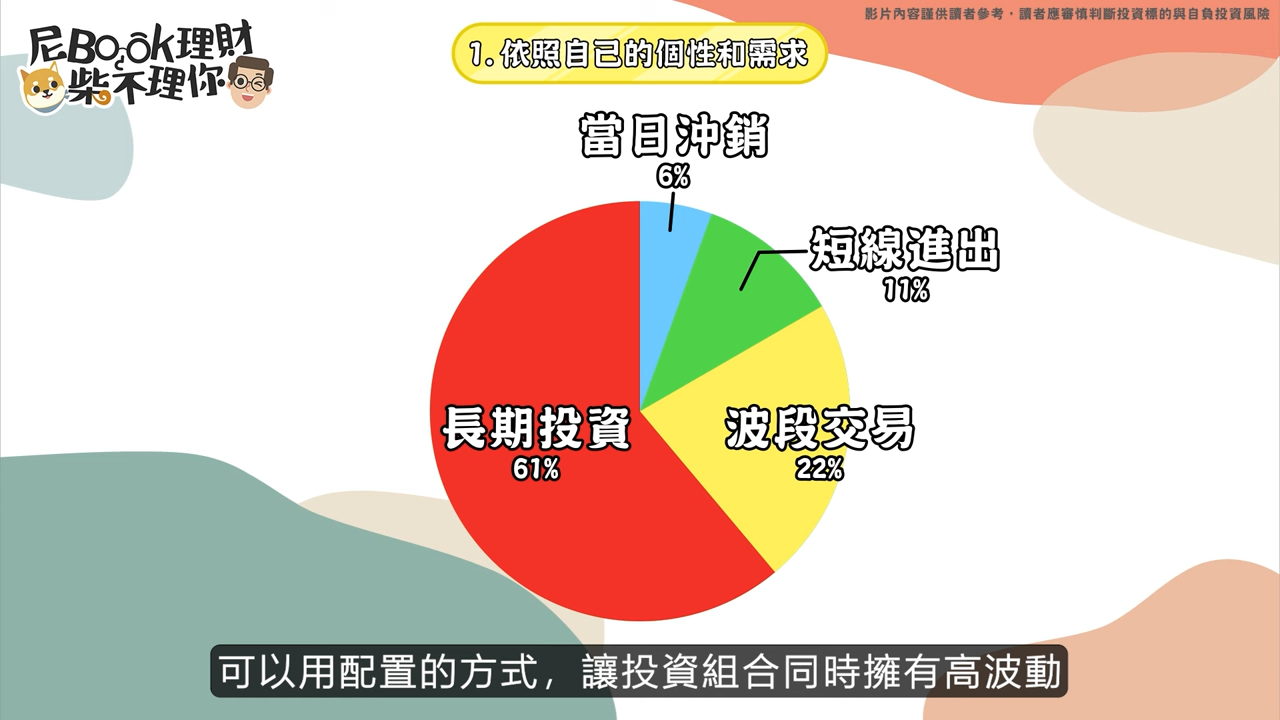 影片內容謹供讀者參考，讀者應審慎判斷投資標的與自負投資風險
尼BOOK理財
柴不理你
1. 依照自己的個性和需求
當日沖銷
6%
短線進出
11%
長期投資
61%
波段交易
22%
可以用配置的方式，讓投資組合同時擁有高波動